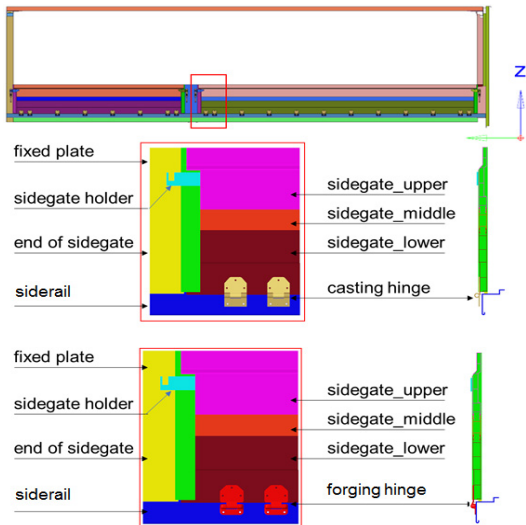 Z
fixed plate
sidegate holder
end of sidegate
siderail
sidegate_upper
sidegate_middle
sidegate_lower
casting hinge
fixed plate
sidegate holder
end of sidegate
siderail
sidegate_upper
sidegate_middle
sidegate_lower
forging hinge